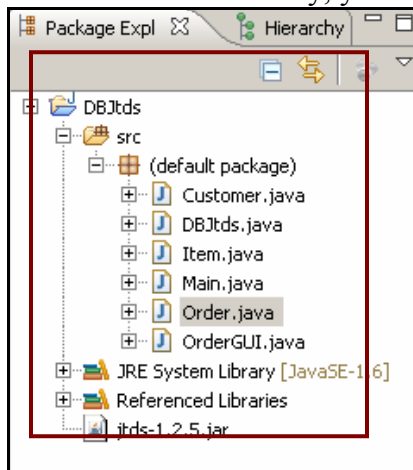 Package Expl Hierarchy
DBJtds
src
(default package)
Customer.java
DBJtds.java
Item.java
Main.java
Order.java
OrderGUI.java
JRE System Library [JavaSE-1.6]
Referenced Libraries
jtds-1.2.5.jar